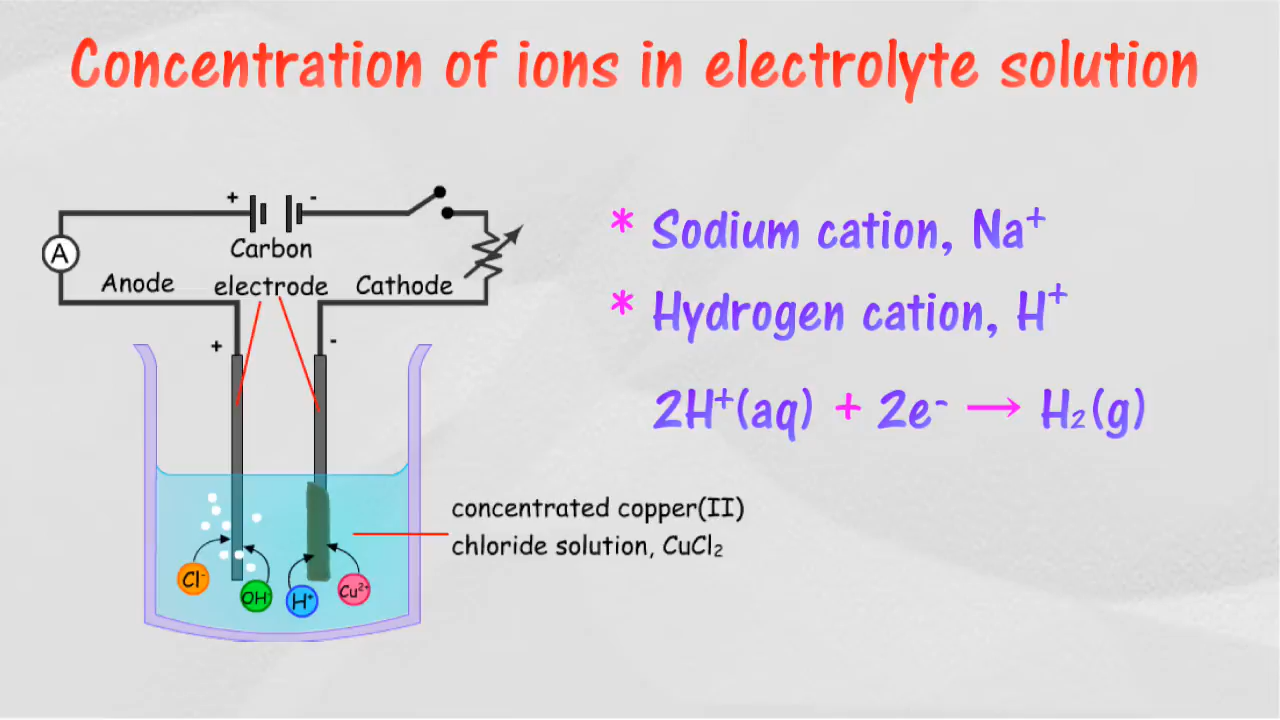 Concentration of ions in electrolyte solution
+ -
A
Carbon
Anode electrode Cathode
+ -
* Sodium cation, Na⁺
* Hydrogen cation, H⁺
2H⁺(aq) + 2e⁻ → H₂(g)
concentrated copper(II)
chloride solution, CuCl₂
Cl⁻ OH⁻ H⁺ Cu²⁺